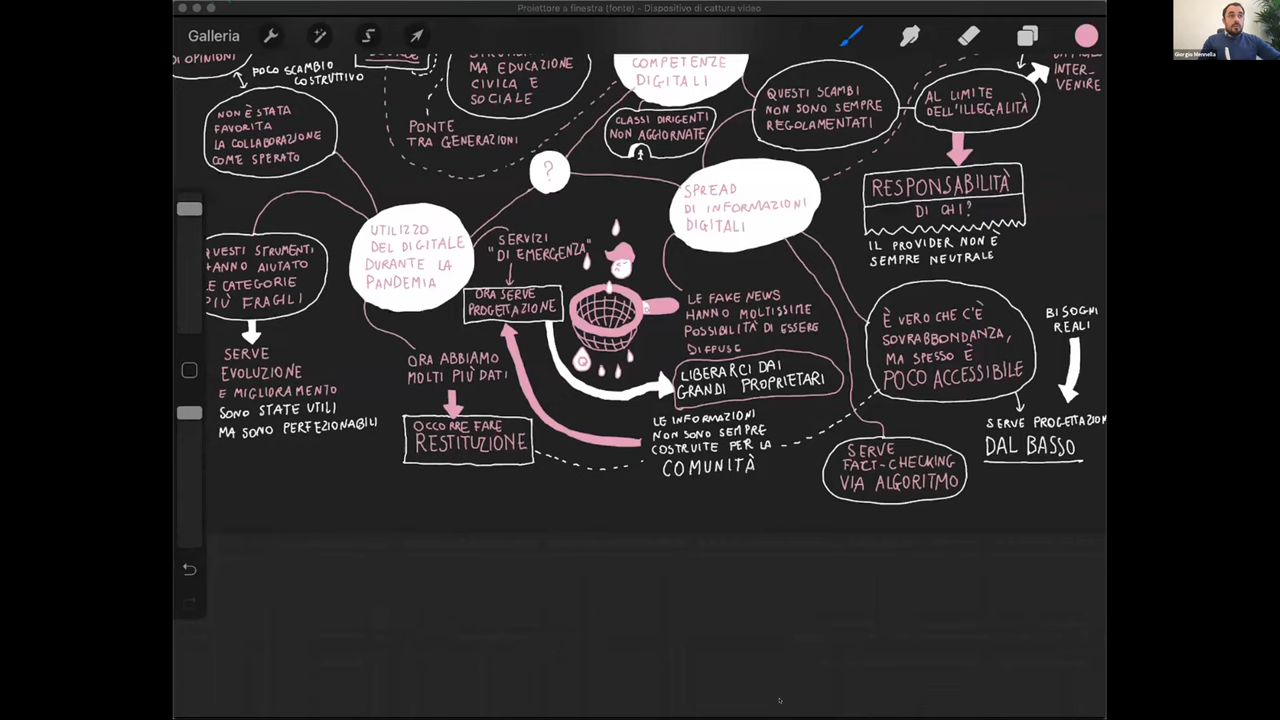 Proiettore a finestra (fonte) - Dispositivo di cattura video
Galleria
Giorgio Mennella
DI OPINIONI
POCO SCAMBIO
COSTRUTTIVO
NON È STATA
FAVORITA
LA COLLABORAZIONE
COME SPERATO
MA EDUCAZIONE
CIVICA E
SOCIALE
PONTE
TRA GENERAZIONI
COMPETENZE
DIGITALI
CLASSI DIRIGENTI
NON AGGIORNATE
?
QUESTI SCAMBI
NON SONO SEMPRE
REGOLAMENTATI
AL LIMITE
DELL'ILLEGALITÀ
INTER-
VENIRE
RESPONSABILITÀ
DI CHI?
IL PROVIDER NON È
SEMPRE NEUTRALE
SPREAD
DI INFORMAZIONI
DIGITALI
UTILIZZO
DEL DIGITALE
DURANTE LA
PANDEMIA
SERVIZI
"DI EMERGENZA"
ORA SERVE
PROGETTAZIONE
QUESTI STRUMENTI
HANNO AIUTATO
LE CATEGORIE
PIÙ FRAGILI
SERVE
EVOLUZIONE
E MIGLIORAMENTO
SONO STATE UTILI
MA SONO PERFEZIONABILI
ORA ABBIAMO
MOLTI PIÙ DATI
OCCORRE FARE
RESTITUZIONE
LE FAKE NEWS
HANNO MOLTISSIME
POSSIBILITÀ DI ESSERE
DIFFUSE
LIBERARCI DAI
GRANDI PROPRIETARI
LE INFORMAZIONI
NON SONO SEMPRE
COSTRUITE PER LA
COMUNITÀ
È VERO CHE C'È
SOVRABBONDANZA,
MA SPESSO È
POCO ACCESSIBILE
BISOGNI
REALI
SERVE PROGETTAZION
DAL BASSO
SERVE
FACT-CHECKING
VIA ALGORITMO